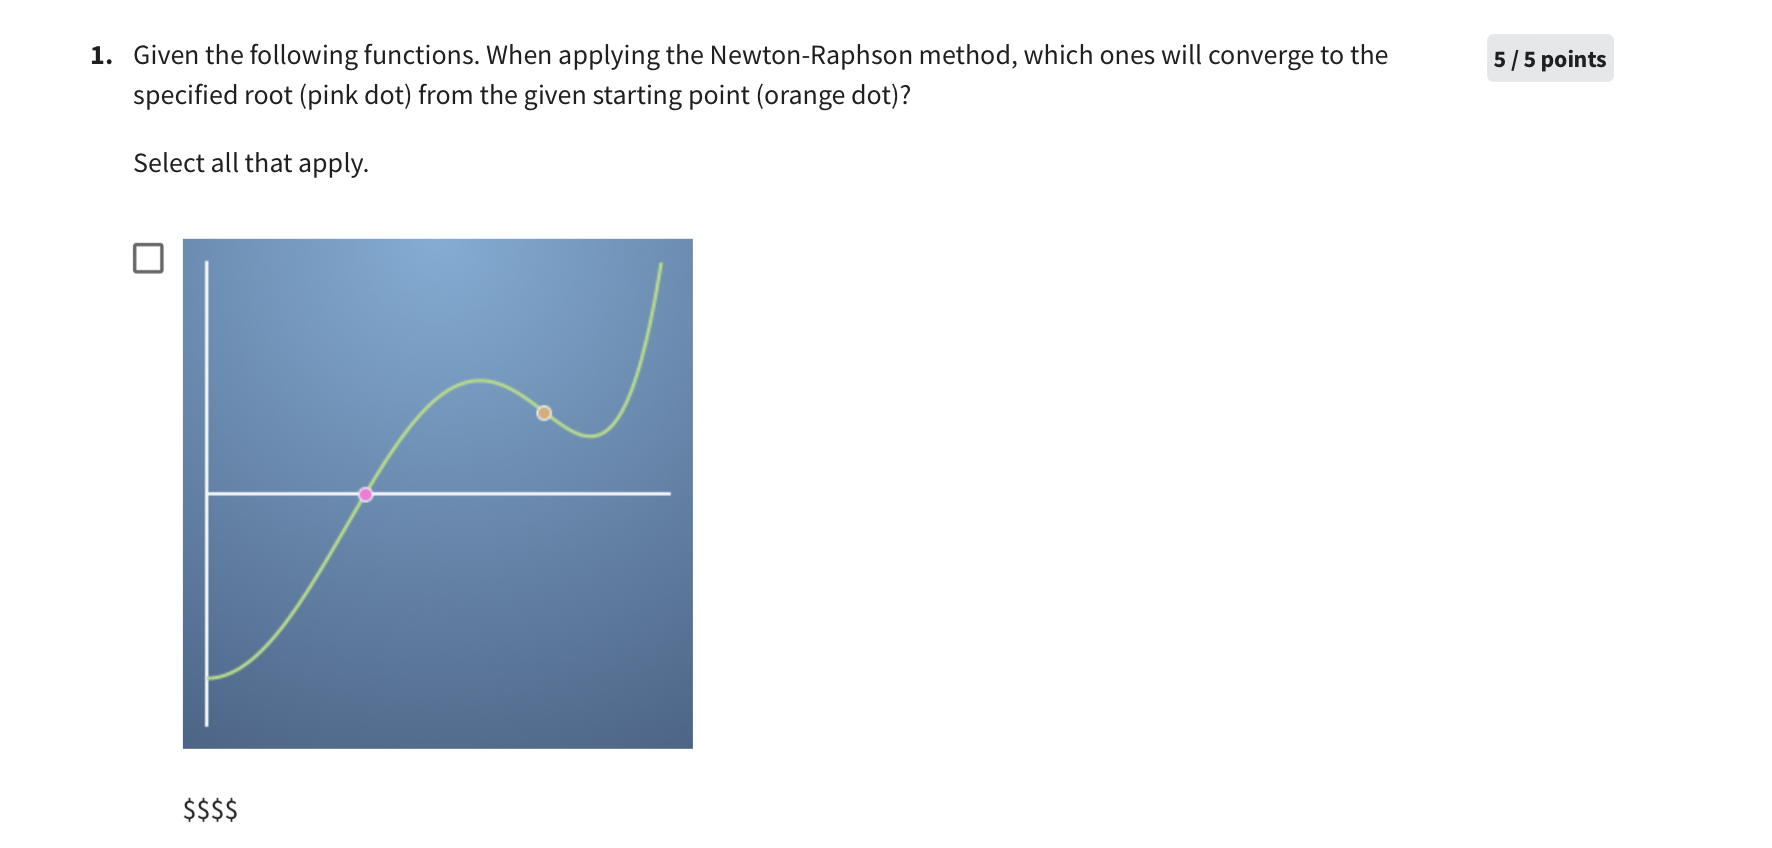 1. Given the following functions. When applying the Newton-Raphson method, which ones will converge to the
specified root (pink dot) from the given starting point (orange dot)?
5 / 5 points
Select all that apply.
$$$$